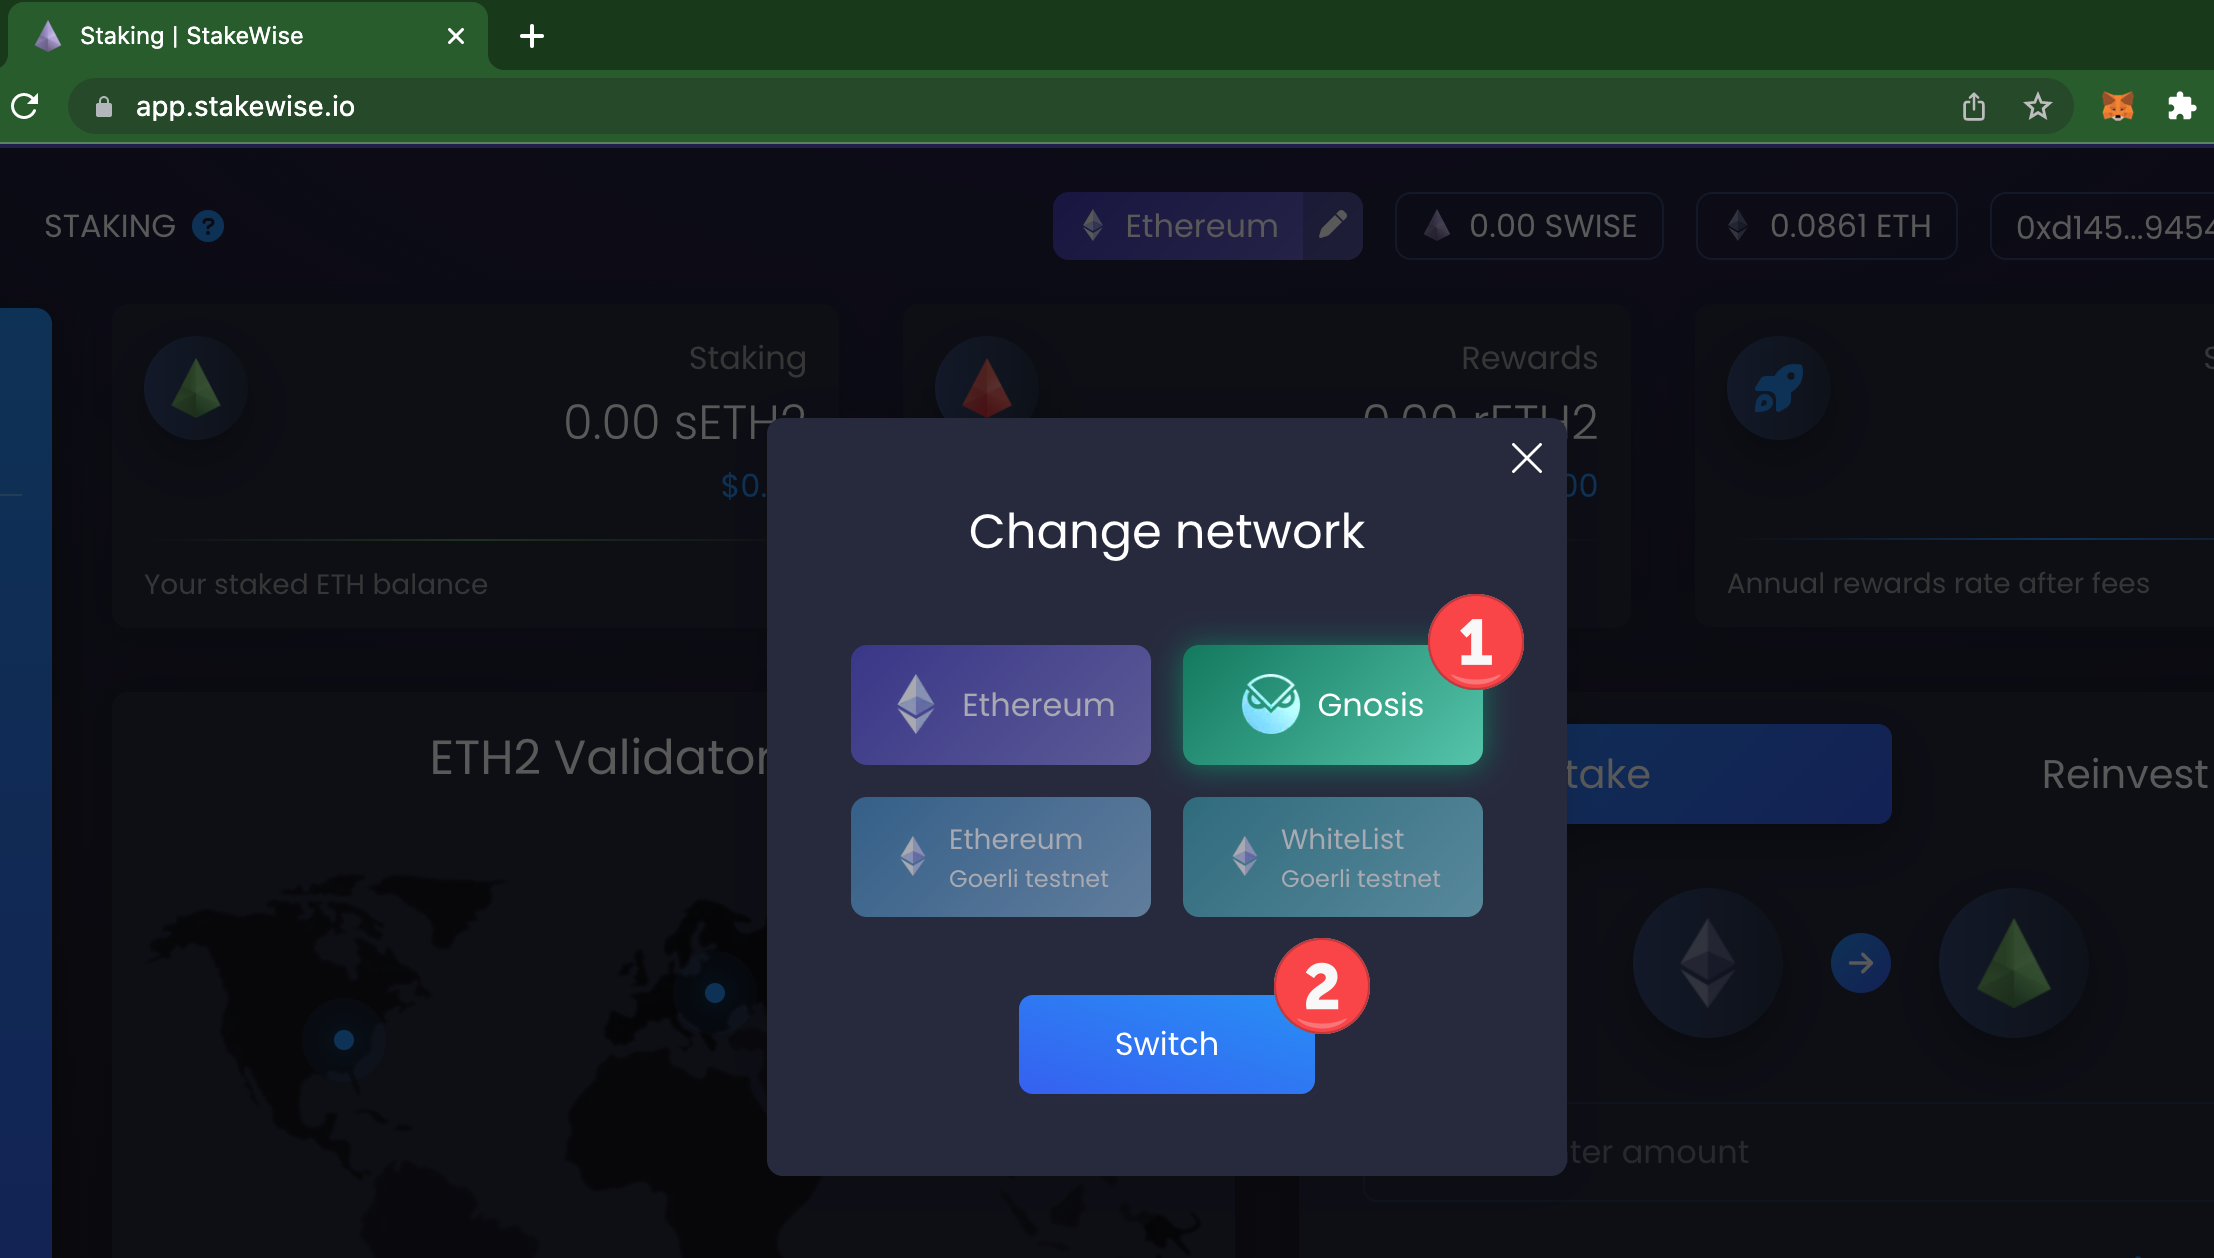 Staking | StakeWise
app.stakewise.io
STAKING ?
Ethereum
0.00 SWISE
0.0861 ETH
0xd145...9454
Staking
0.00 sETH2
$0.
Your staked ETH balance
Rewards
0.00 rETH2
00
Annual rewards rate after fees
Change network
1
Ethereum
Gnosis
Ethereum
Goerli testnet
WhiteList
Goerli testnet
2
Switch
ETH2 Validator
take
Reinvest
ter amount